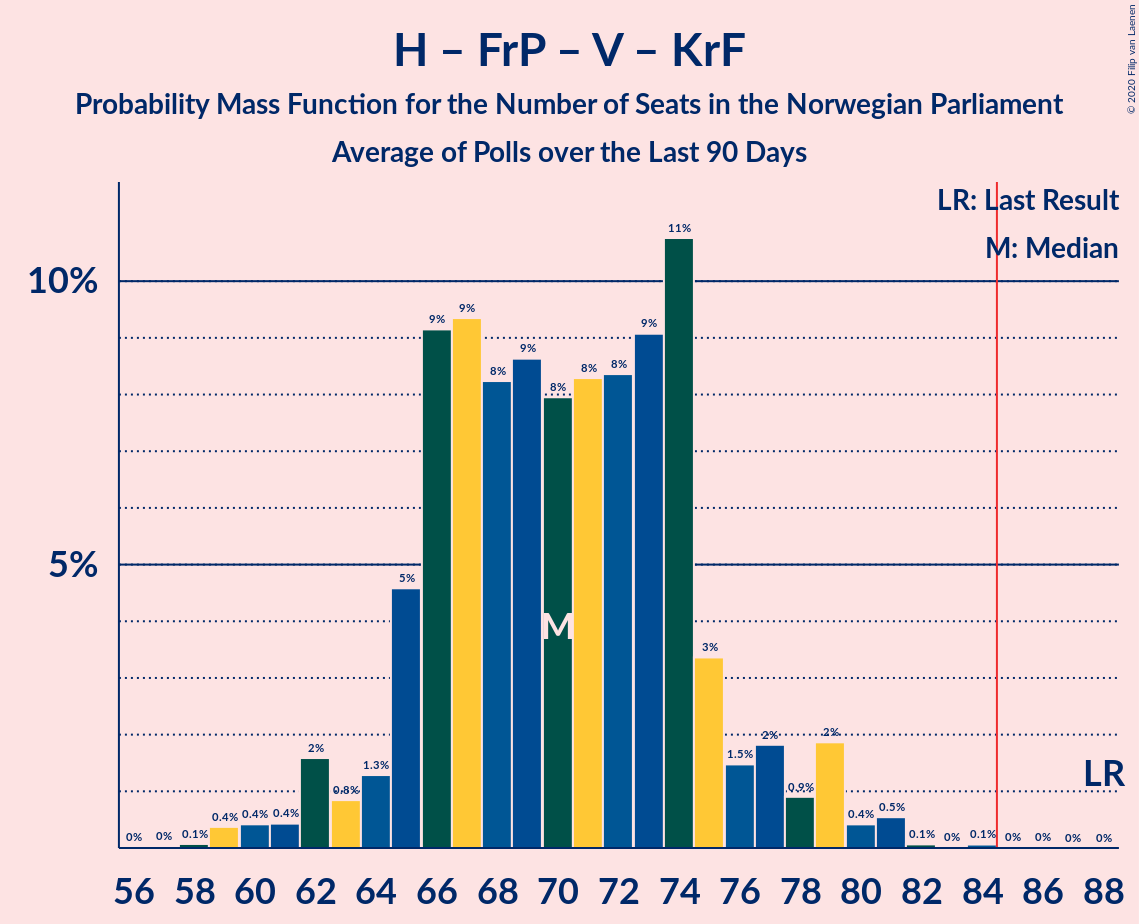 H – FrP – V – KrF
Probability Mass Function for the Number of Seats in the Norwegian Parliament
Average of Polls over the Last 90 Days
© 2020 Filip van Laenen
LR: Last Result
M: Median
10%
5%
0% 0% 0.1% 0.4% 0.4% 0.4% 2% 0.8% 1.3% 5% 9% 9% 8% 9% 8% 8% 8% 9% 11% 3% 1.5% 2% 0.9% 2% 0.4% 0.5% 0.1% 0% 0.1% 0% 0% 0% 0%
M
LR
56 58 60 62 64 66 68 70 72 74 76 78 80 82 84 86 88